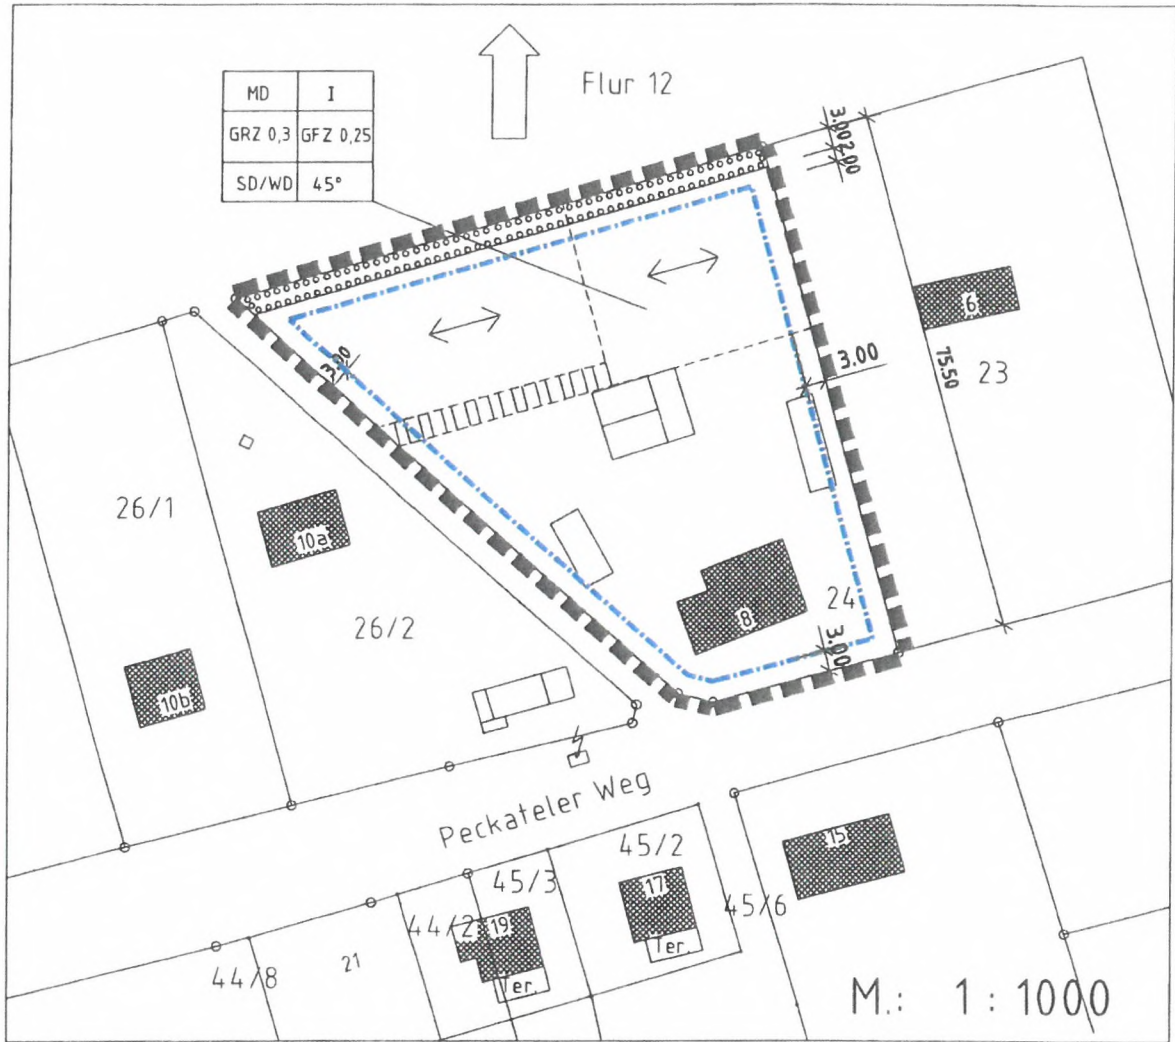 Flur 12
MD I
GRZ 0,3 GFZ 0,25
SD/WD 45°
3.00
2.00
6
3.00
3.00
75.50
23
26/1
10a
24
8
26/2
3.00
10b
Peckateler Weg
15
45/2
45/3
17
45/6
44/2
19
Ter.
21
44/8
Ter.
M.: 1 : 1000